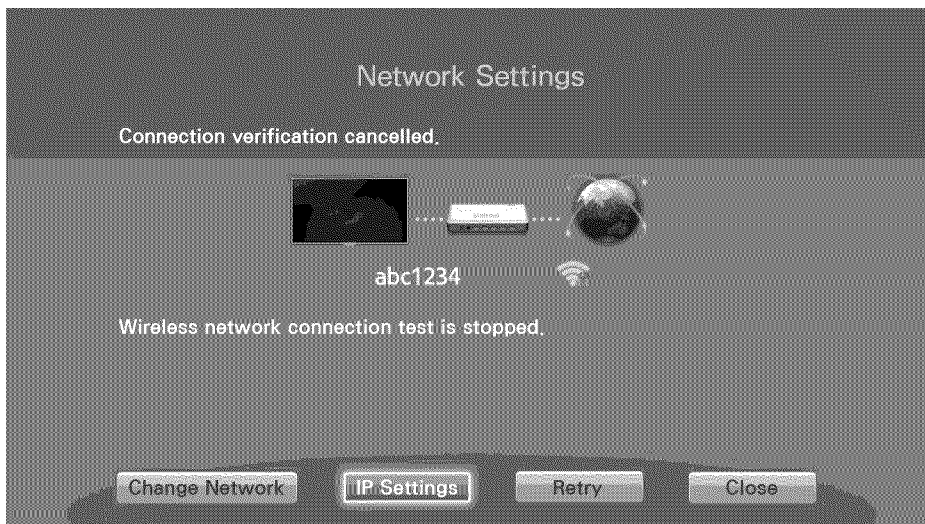 Network Settings
Connection verification cancelled.
abc1234
Wireless network connection test is stopped.
Change Network
IP Settings
Retry
Close